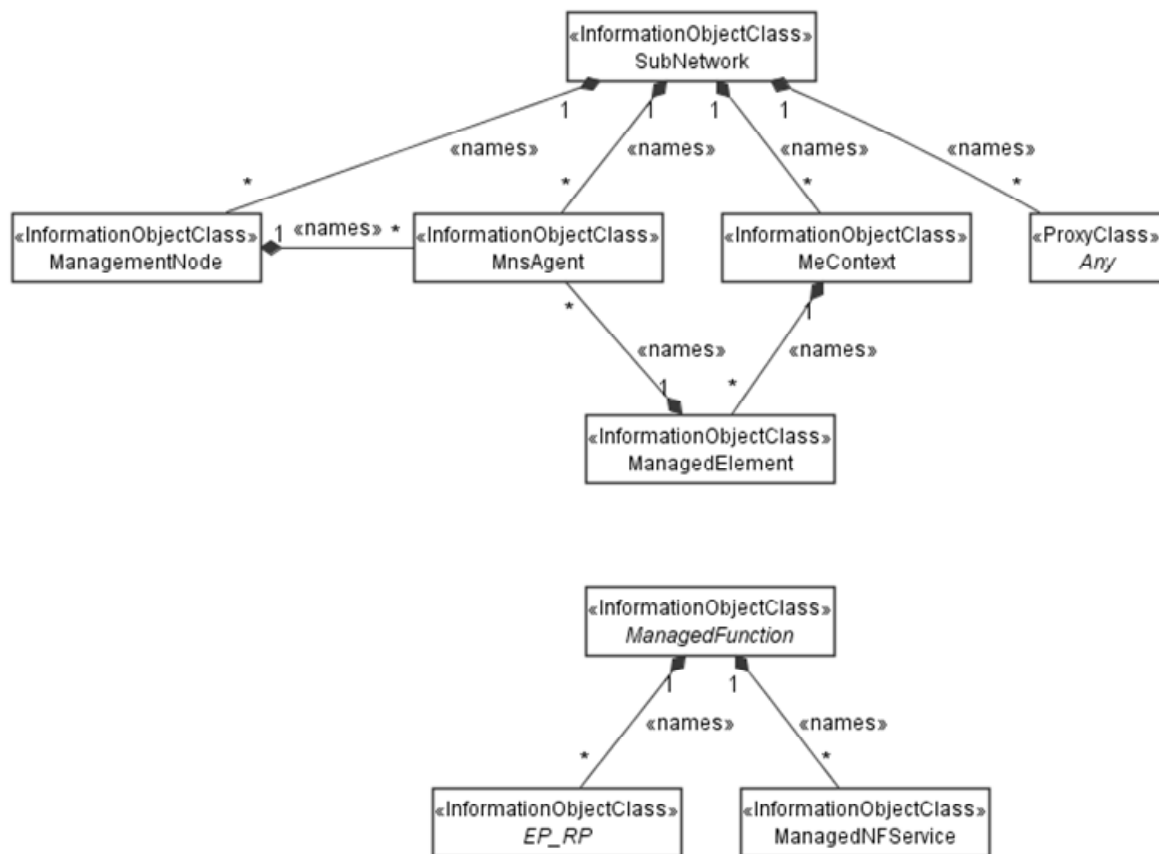 «InformationObjectClass»
SubNetwork
1 1 1 1
«names» «names» «names» «names»
* * * *
«InformationObjectClass»
ManagementNode
1 «names» *
«InformationObjectClass»
MnsAgent
«InformationObjectClass»
MeContext
«ProxyClass»
Any
* 1
«names» «names»
1 *
«InformationObjectClass»
ManagedElement
«InformationObjectClass»
ManagedFunction
1 1
«names» «names»
* *
«InformationObjectClass»
EP_RP
«InformationObjectClass»
ManagedNFService